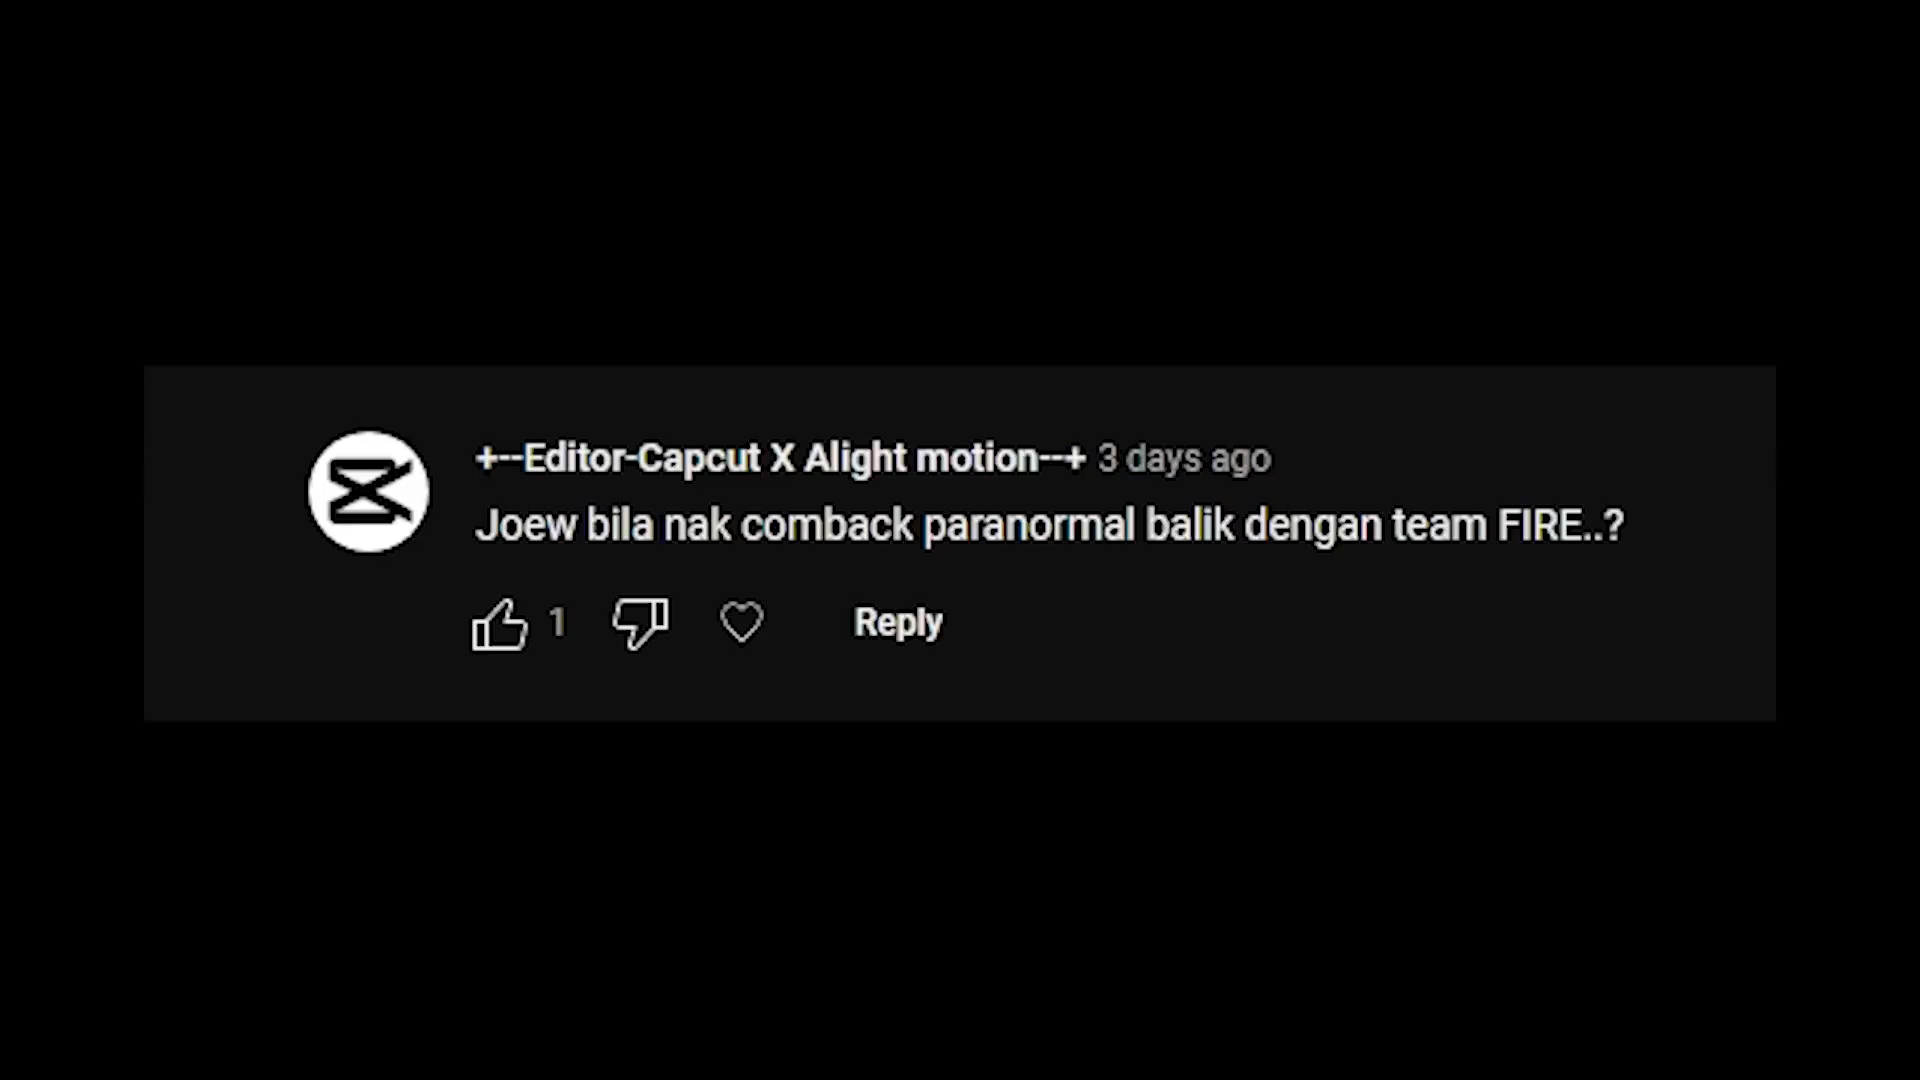 +--Editor-Capcut X Alight motion--+ 3 days ago
Joew bila nak comback paranormal balik dengan team FIRE..?
1 Reply